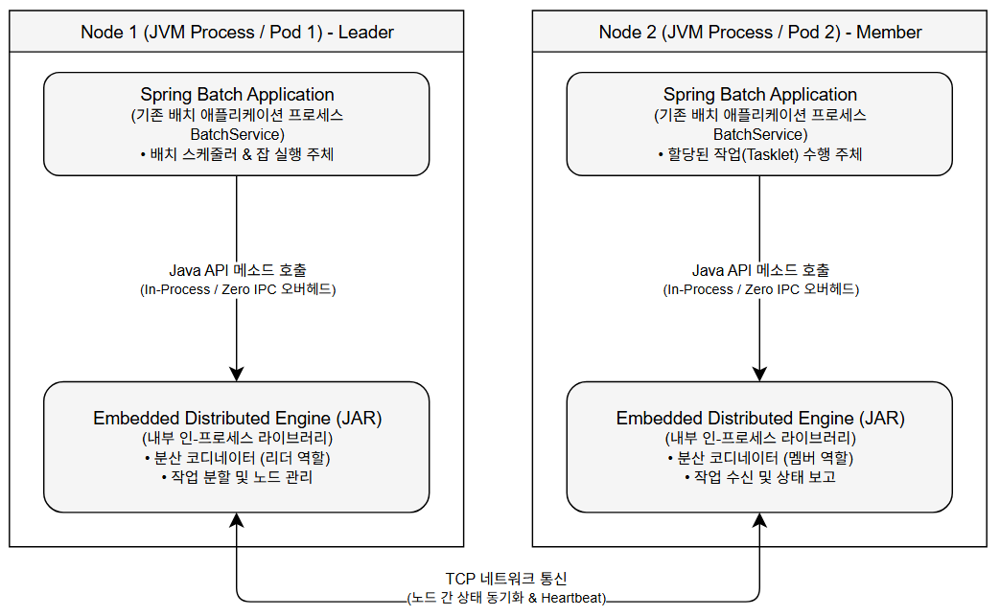 Node 1 (JVM Process / Pod 1) - Leader
Spring Batch Application
(기존 배치 애플리케이션 프로세스
BatchService)
• 배치 스케줄러 & 잡 실행 주체
Java API 메소드 호출
(In-Process / Zero IPC 오버헤드)
Embedded Distributed Engine (JAR)
(내부 인-프로세스 라이브러리)
• 분산 코디네이터 (리더 역할)
• 작업 분할 및 노드 관리
Node 2 (JVM Process / Pod 2) - Member
Spring Batch Application
(기존 배치 애플리케이션 프로세스
BatchService)
• 할당된 작업(Tasklet) 수행 주체
Java API 메소드 호출
(In-Process / Zero IPC 오버헤드)
Embedded Distributed Engine (JAR)
(내부 인-프로세스 라이브러리)
• 분산 코디네이터 (멤버 역할)
• 작업 수신 및 상태 보고
TCP 네트워크 통신
(노드 간 상태 동기화 & Heartbeat)